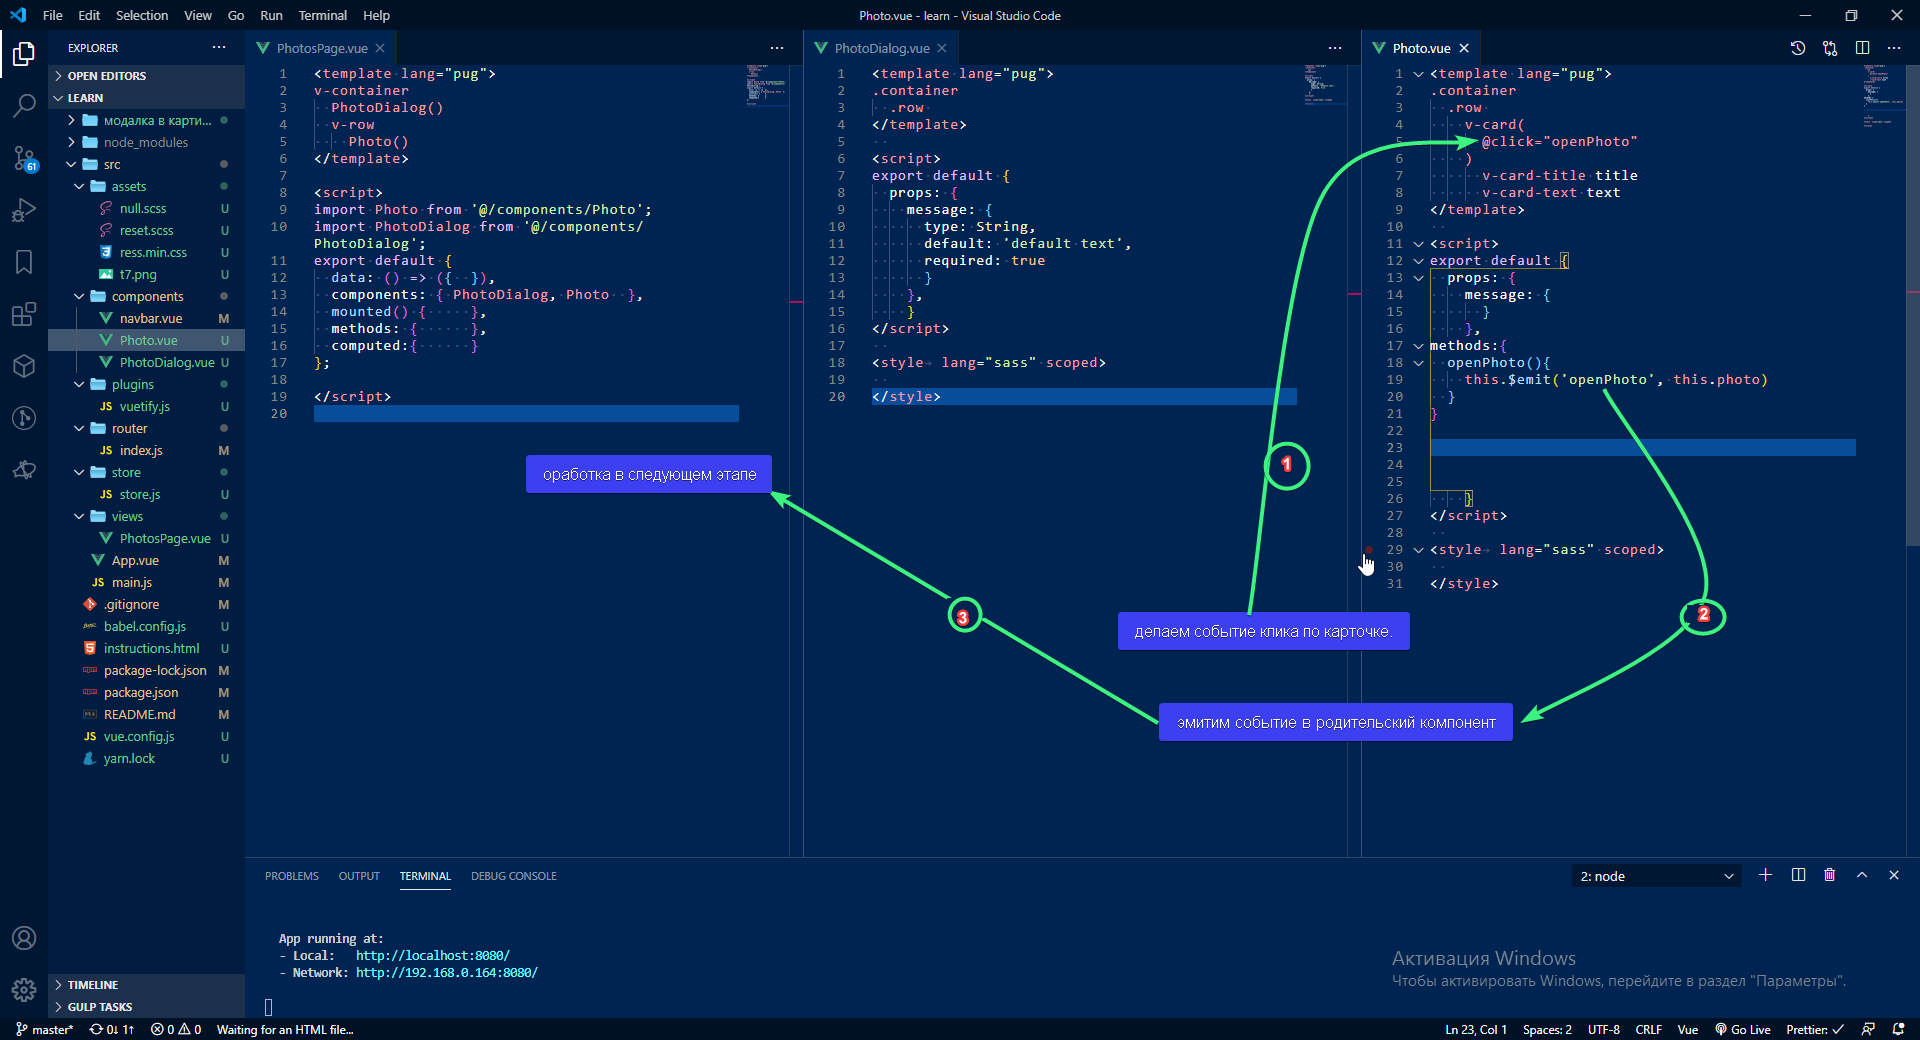 File Edit Selection View Go Run Terminal Help
Photo.vue - learn - Visual Studio Code
EXPLORER
OPEN EDITORS
LEARN
модалка в карти...
node_modules
src
assets
null.scss U
reset.scss U
ress.min.css U
t7.png U
components
navbar.vue M
Photo.vue U
PhotoDialog.vue U
plugins
vuetify.js U
router
index.js M
store
store.js U
views
PhotosPage.vue U
App.vue M
main.js M
.gitignore M
babel.config.js U
instructions.html U
package-lock.json M
package.json M
README.md M
vue.config.js U
yarn.lock U
TIMELINE
GULP TASKS
61
PhotosPage.vue
1 <template lang="pug">
2 v-container
3 PhotoDialog()
4 v-row
5 Photo()
6 </template>
7
8 <script>
9 import Photo from '@/components/Photo';
10 import PhotoDialog from '@/components/
PhotoDialog';
11 export default {
12 data: () => ({ }),
13 components: { PhotoDialog, Photo },
14 mounted() { },
15 methods: { },
16 computed:{ }
17 };
18
19 </script>
20
PhotoDialog.vue
1 <template lang="pug">
2 .container
3 .row
4 </template>
5
6 <script>
7 export default {
8 props: {
9 message: {
10 type: String,
11 default: 'default text',
12 required: true
13 }
14 },
15 }
16 </script>
17
18 <style lang="sass" scoped>
19
20 </style>
Photo.vue
1 <template lang="pug">
2 .container
3 .row
4 v-card(
5 @click="openPhoto"
6 )
7 v-card-title title
8 v-card-text text
9 </template>
10
11 <script>
12 export default {
13 props: {
14 message: {
15 }
16 },
17 methods:{
18 openPhoto(){
19 this.$emit('openPhoto', this.photo)
20 }
21 }
22
23
24
25
26 }
27 </script>
28
29 <style lang="sass" scoped>
30
31 </style>
оработка в следующем этапе
1
делаем событие клика по карточке.
2
3
эмитим событие в родительский компонент
PROBLEMS OUTPUT TERMINAL DEBUG CONSOLE
2: node
App running at:
- Local: http://localhost:8080/
- Network: http://192.168.0.164:8080/
Активация Windows
Чтобы активировать Windows, перейдите в раздел "Параметры".
master* 0↓ 1↑ 0 0 Waiting for an HTML file...
Ln 23, Col 1 Spaces: 2 UTF-8 CRLF Vue Go Live Prettier: ✓